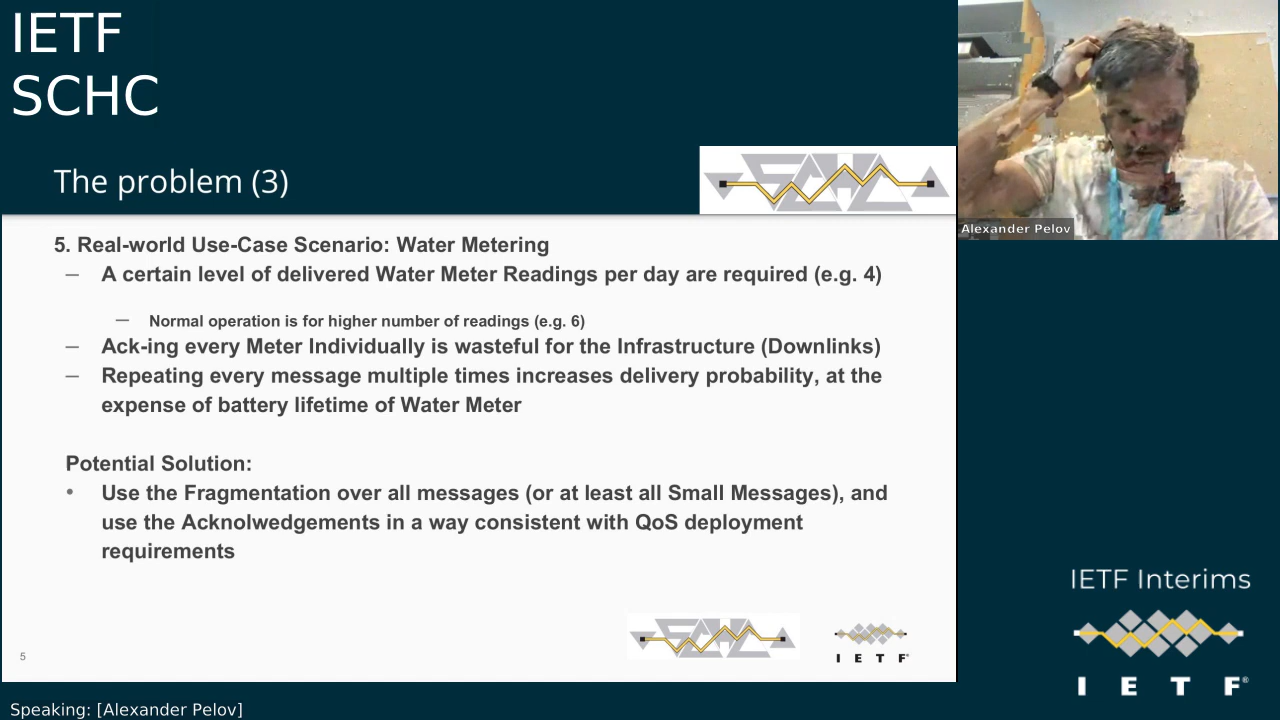 IETF
SCHC
The problem (3)
SCHC
Alexander Pelov
5. Real-world Use-Case Scenario: Water Metering
– A certain level of delivered Water Meter Readings per day are required (e.g. 4)
– Normal operation is for higher number of readings (e.g. 6)
– Ack-ing every Meter Individually is wasteful for the Infrastructure (Downlinks)
– Repeating every message multiple times increases delivery probability, at the
expense of battery lifetime of Water Meter
Potential Solution:
• Use the Fragmentation over all messages (or at least all Small Messages), and
use the Acknolwedgements in a way consistent with QoS deployment
requirements
IETF Interims
SCHC
I E T F®
5
I E T F®
Speaking: [Alexander Pelov]